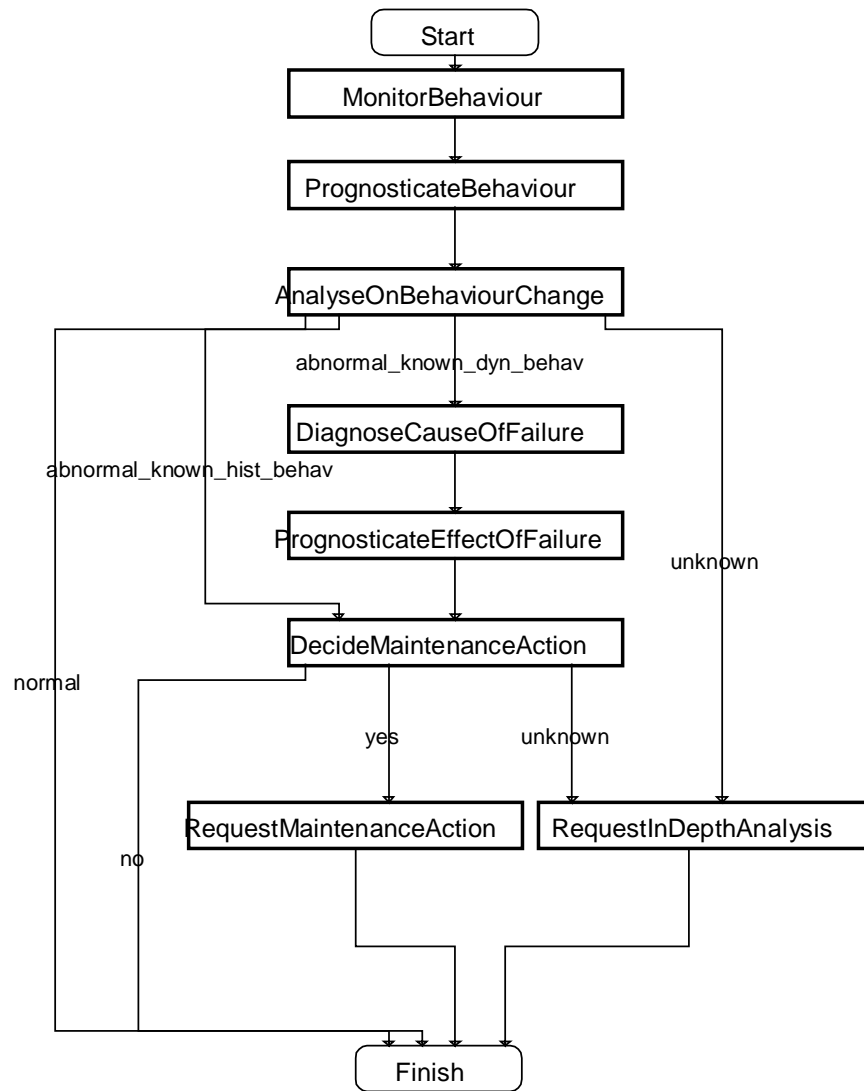 Start
MonitorBehaviour
PrognosticateBehaviour
AnalyseOnBehaviourChange
abnormal_known_dyn_behav
DiagnoseCauseOfFailure
abnormal_known_hist_behav
PrognosticateEffectOfFailure
unknown
DecideMaintenanceAction
normal
yes
unknown
RequestMaintenanceAction
RequestInDepthAnalysis
no
Finish